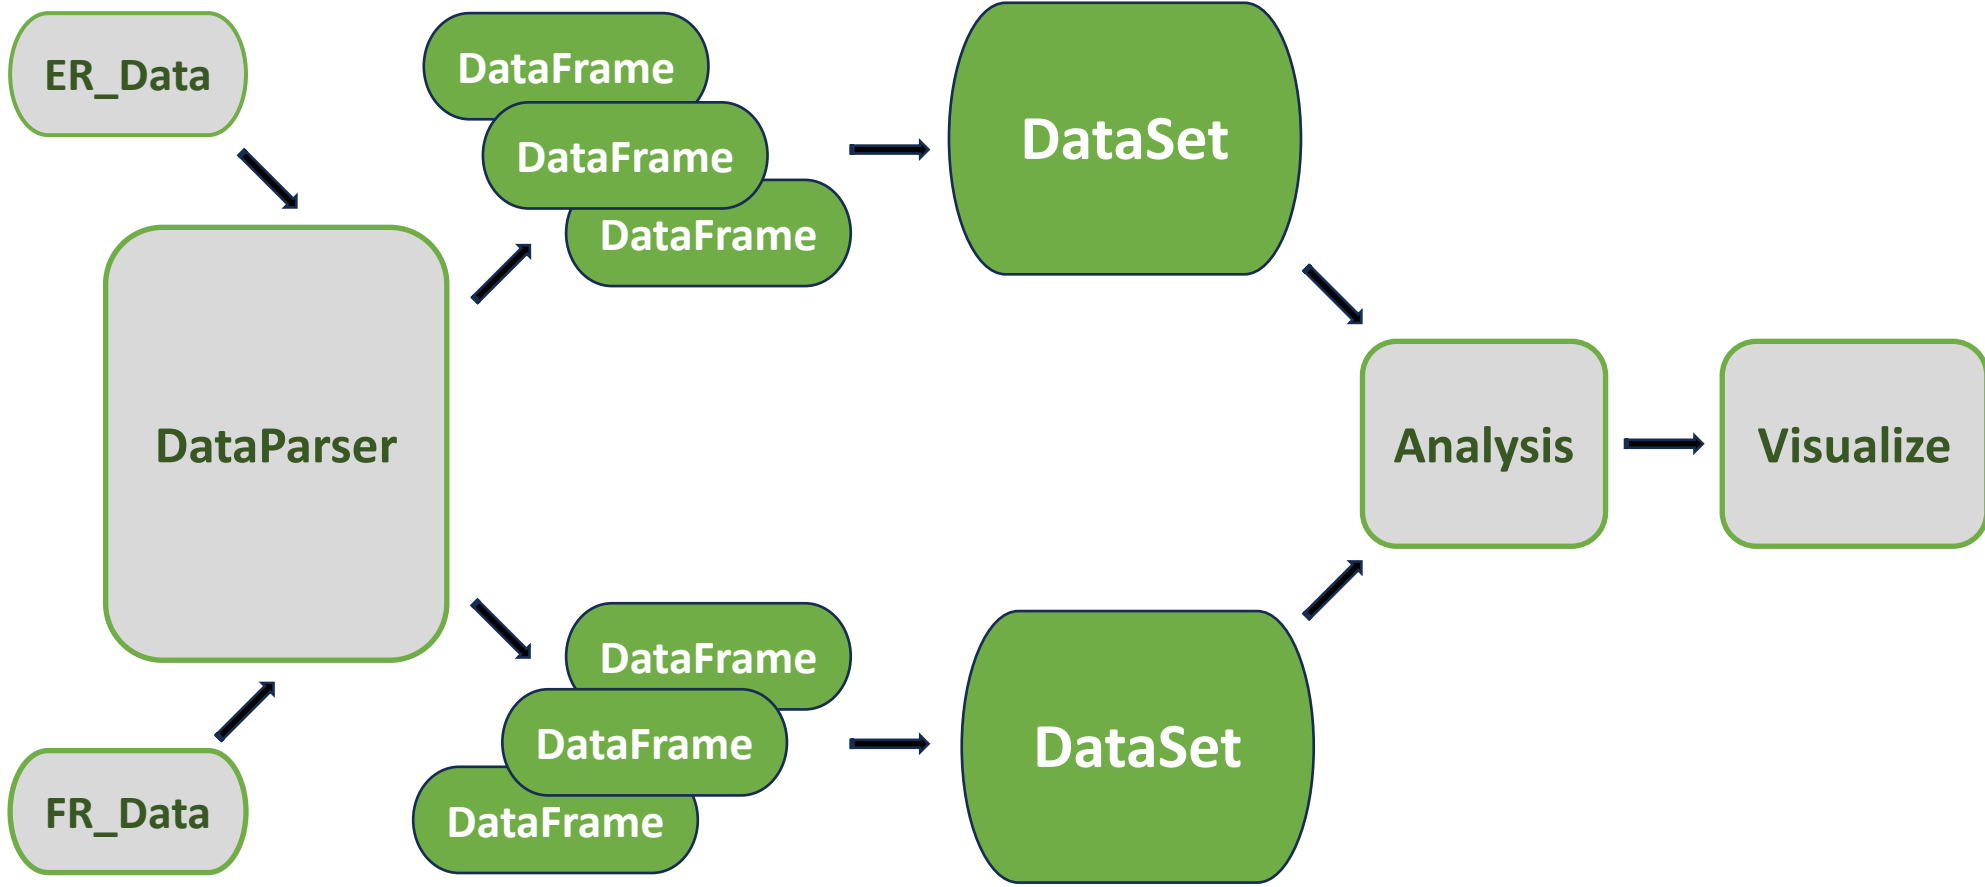 ER_Data
DataFrame
DataFrame
DataFrame
DataSet
DataParser
Analysis
Visualize
FR_Data
DataFrame
DataFrame
DataFrame
DataSet